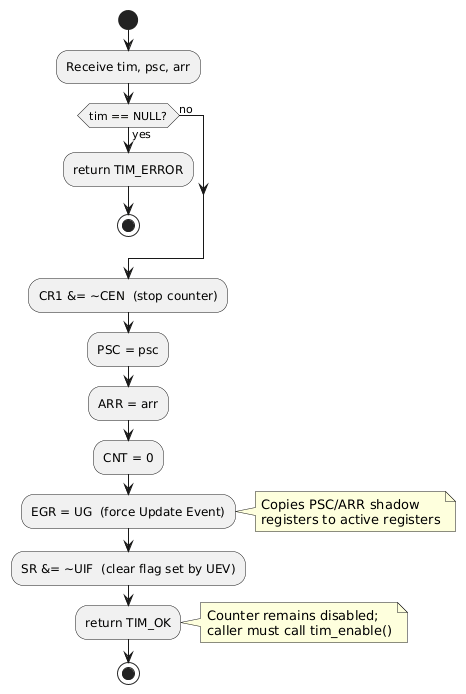 Receive tim, psc, arr
tim == NULL?
no
yes
return TIM_ERROR
CR1 &= ~CEN  (stop counter)
PSC = psc
ARR = arr
CNT = 0
EGR = UG  (force Update Event)
Copies PSC/ARR shadow
registers to active registers
SR &= ~UIF  (clear flag set by UEV)
return TIM_OK
Counter remains disabled;
caller must call tim_enable()